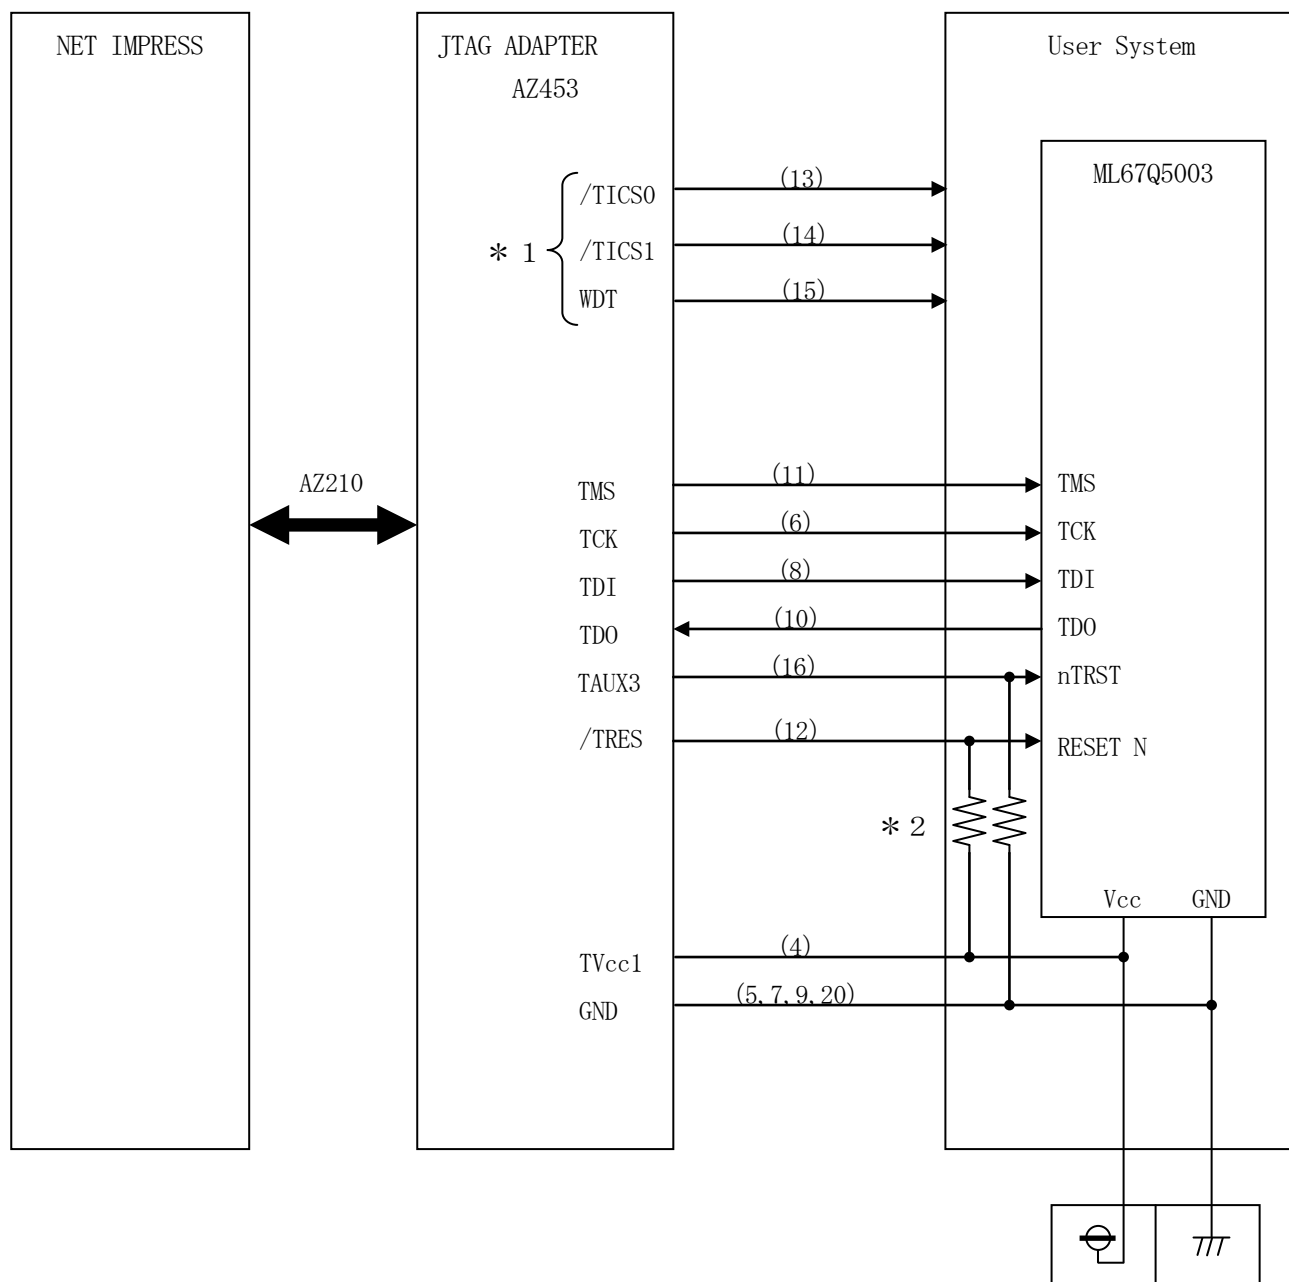 NET IMPRESS
JTAG ADAPTER
AZ453
User System
ML67Q5003
* 1
/TICS0
(13)
/TICS1
(14)
WDT
(15)
AZ210
TMS
(11)
TMS
TCK
(6)
TCK
TDI
(8)
TDI
TDO
(10)
TDO
TAUX3
(16)
nTRST
/TRES
(12)
RESET N
* 2
Vcc
GND
TVcc1
(4)
GND
(5,7,9,20)